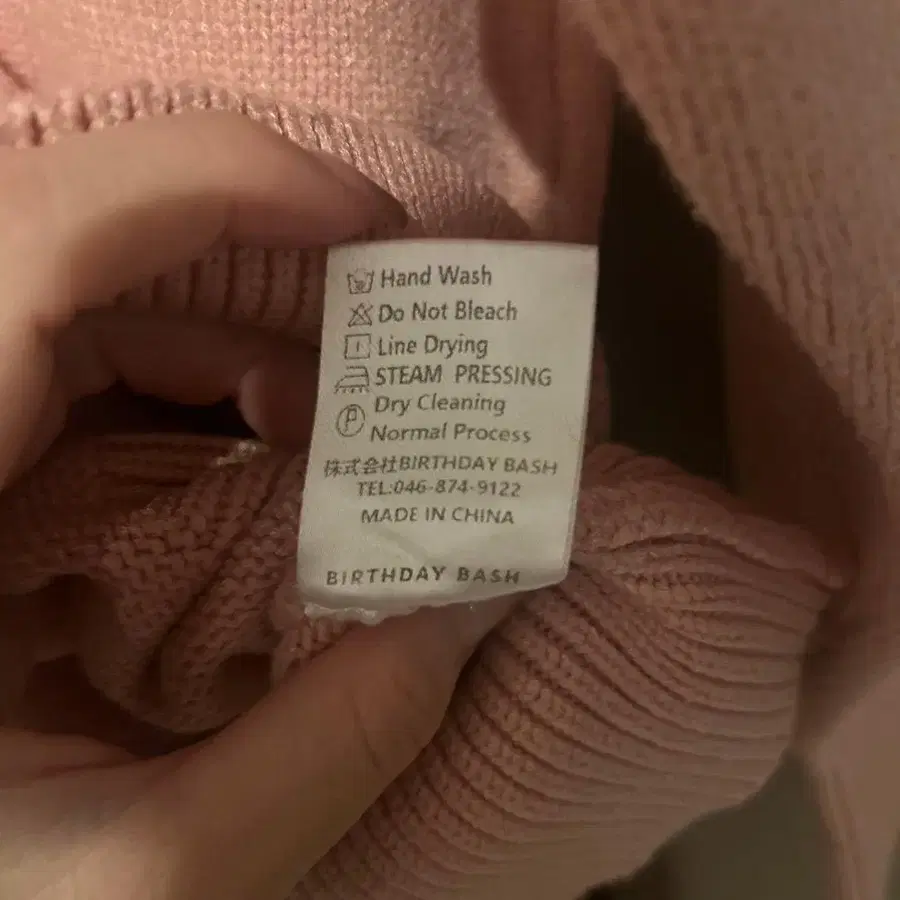 Hand Wash
Do Not Bleach
Line Drying
STEAM PRESSING
Dry Cleaning
Normal Process
株式会社BIRTHDAY BASH
TEL:046-874-9122
MADE IN CHINA
BIRTHDAY BASH